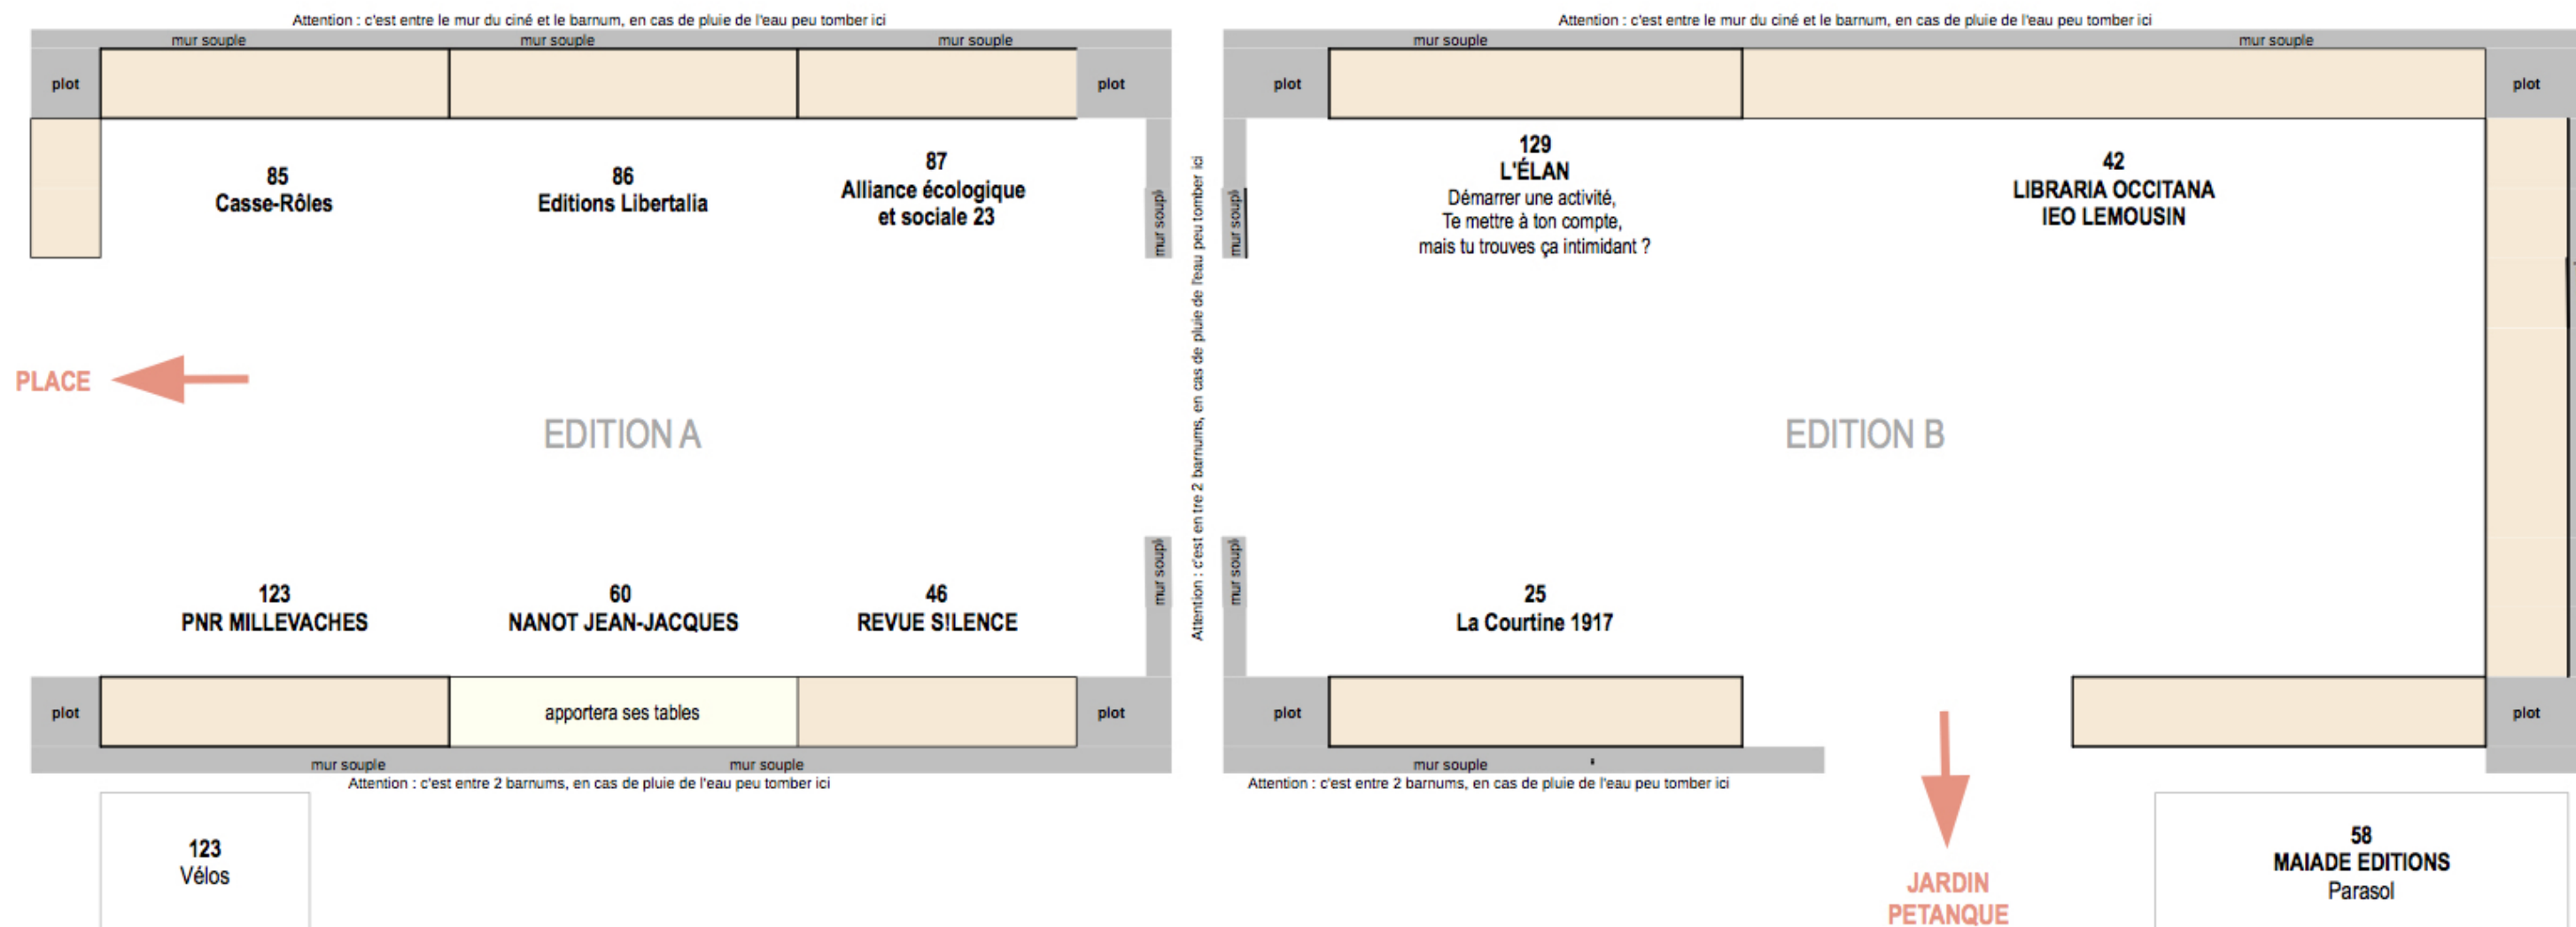 Attention : c'est entre le mur du ciné et le barnum, en cas de pluie de l'eau peu tomber ici
mur souple
mur souple
mur souple
plot
plot
85
Casse-Rôles
86
Editions Libertalia
87
Alliance écologique
et sociale 23
mur soupl
PLACE
EDITION A
123
PNR MILLEVACHES
60
NANOT JEAN-JACQUES
46
REVUE S!LENCE
mur soupl
plot
apportera ses tables
plot
mur souple
mur souple
Attention : c'est entre 2 barnums, en cas de pluie de l'eau peu tomber ici
123
Vélos
Attention : c'est en tre 2 barnums, en cas de pluie de l'eau peu tomber ici
Attention : c'est entre le mur du ciné et le barnum, en cas de pluie de l'eau peu tomber ici
mur souple
mur souple
plot
plot
mur soupl
129
L'ÉLAN
Démarrer une activité,
Te mettre à ton compte,
mais tu trouves ça intimidant ?
42
LIBRARIA OCCITANA
IEO LEMOUSIN
EDITION B
mur soupl
25
La Courtine 1917
plot
plot
mur souple
Attention : c'est entre 2 barnums, en cas de pluie de l'eau peu tomber ici
JARDIN
PETANQUE
58
MAIADE EDITIONS
Parasol